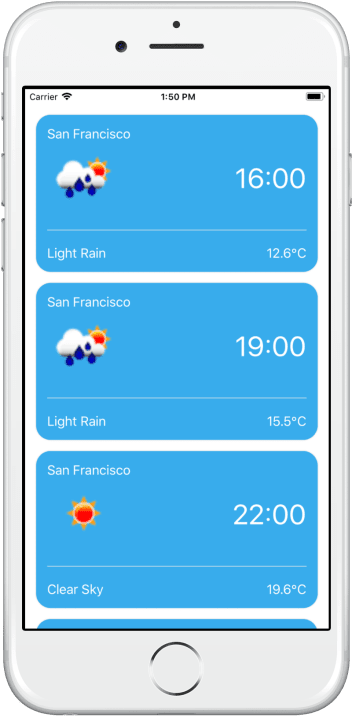 Carrier 1:50 PM
San Francisco
16:00
Light Rain 12.6°C
San Francisco
19:00
Light Rain 15.5°C
San Francisco
22:00
Clear Sky 19.6°C